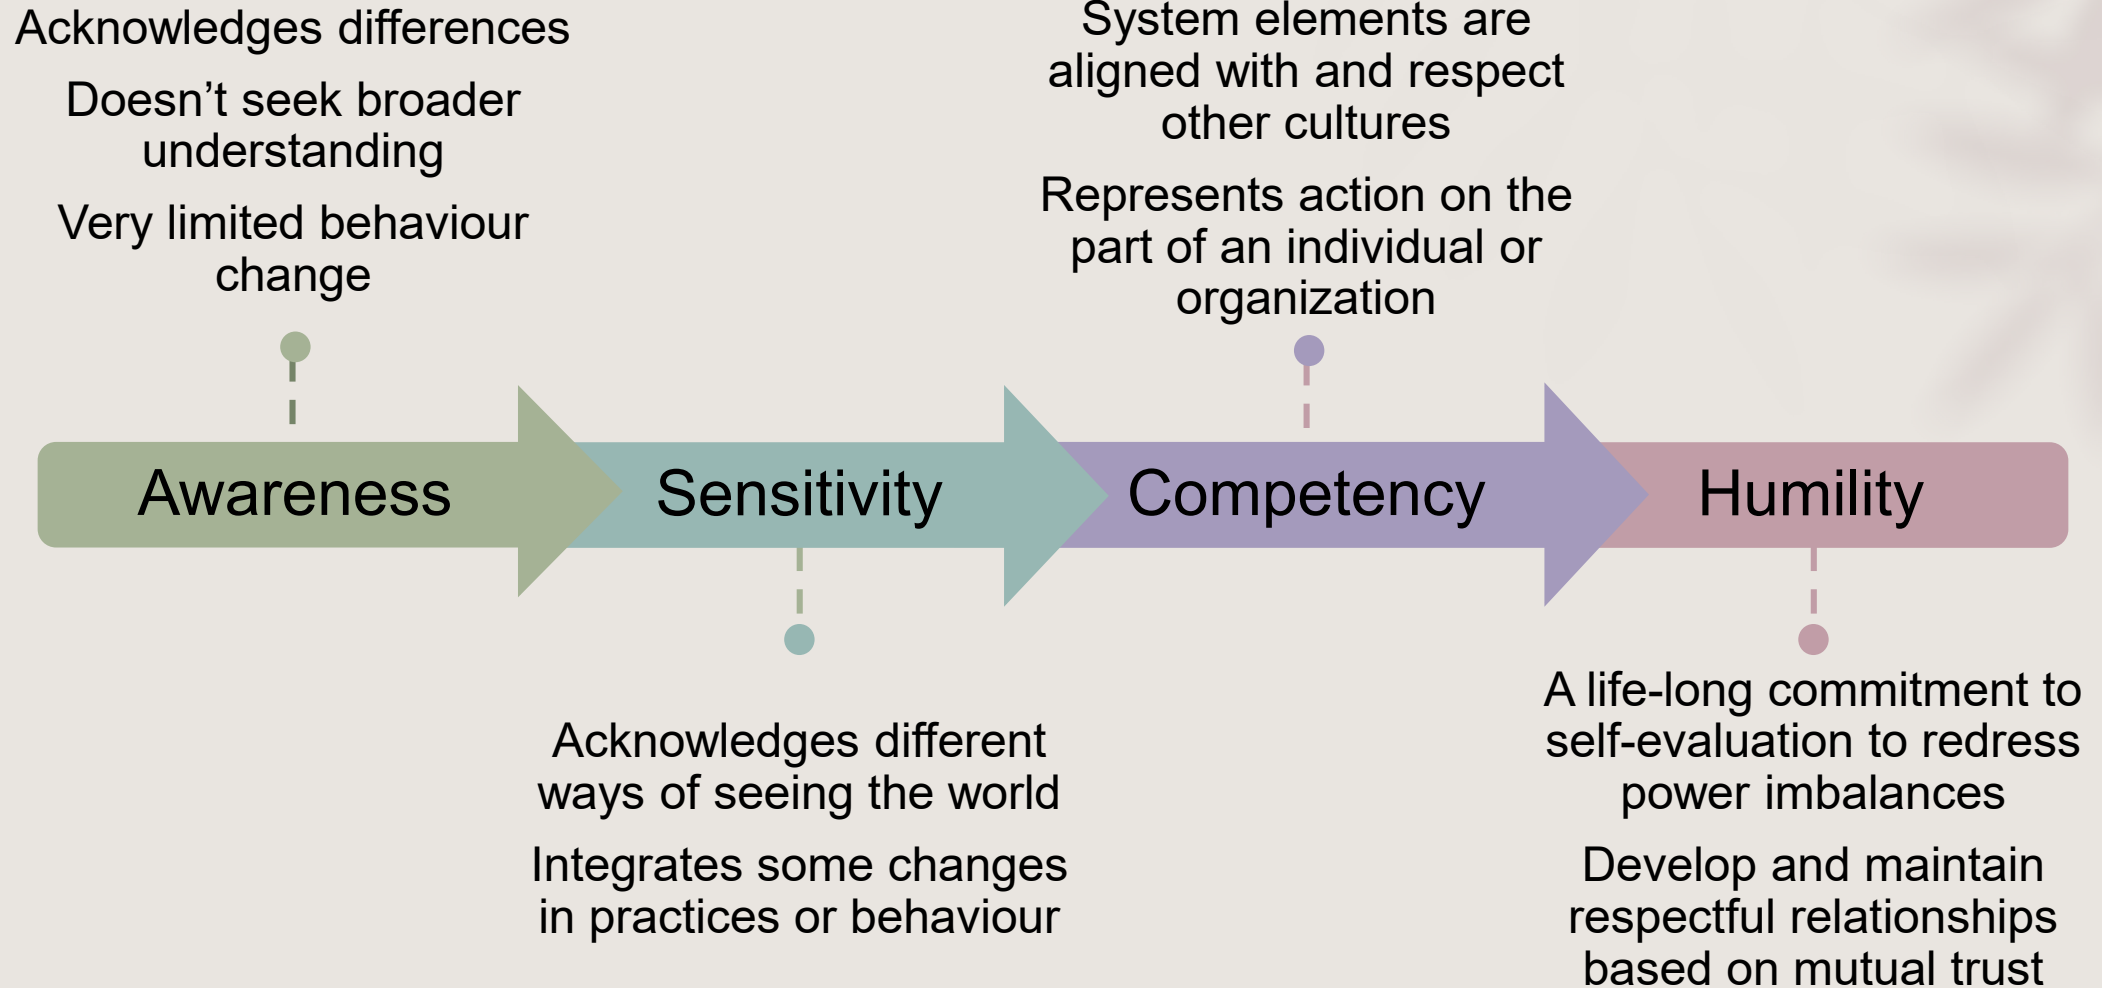 Acknowledges differences
Doesn’t seek broader
understanding
Very limited behaviour
change
System elements are
aligned with and respect
other cultures
Represents action on the
part of an individual or
organization
Awareness
Sensitivity
Competency
Humility
Acknowledges different
ways of seeing the world
Integrates some changes
in practices or behaviour
A life-long commitment to
self-evaluation to redress
power imbalances
Develop and maintain
respectful relationships
based on mutual trust